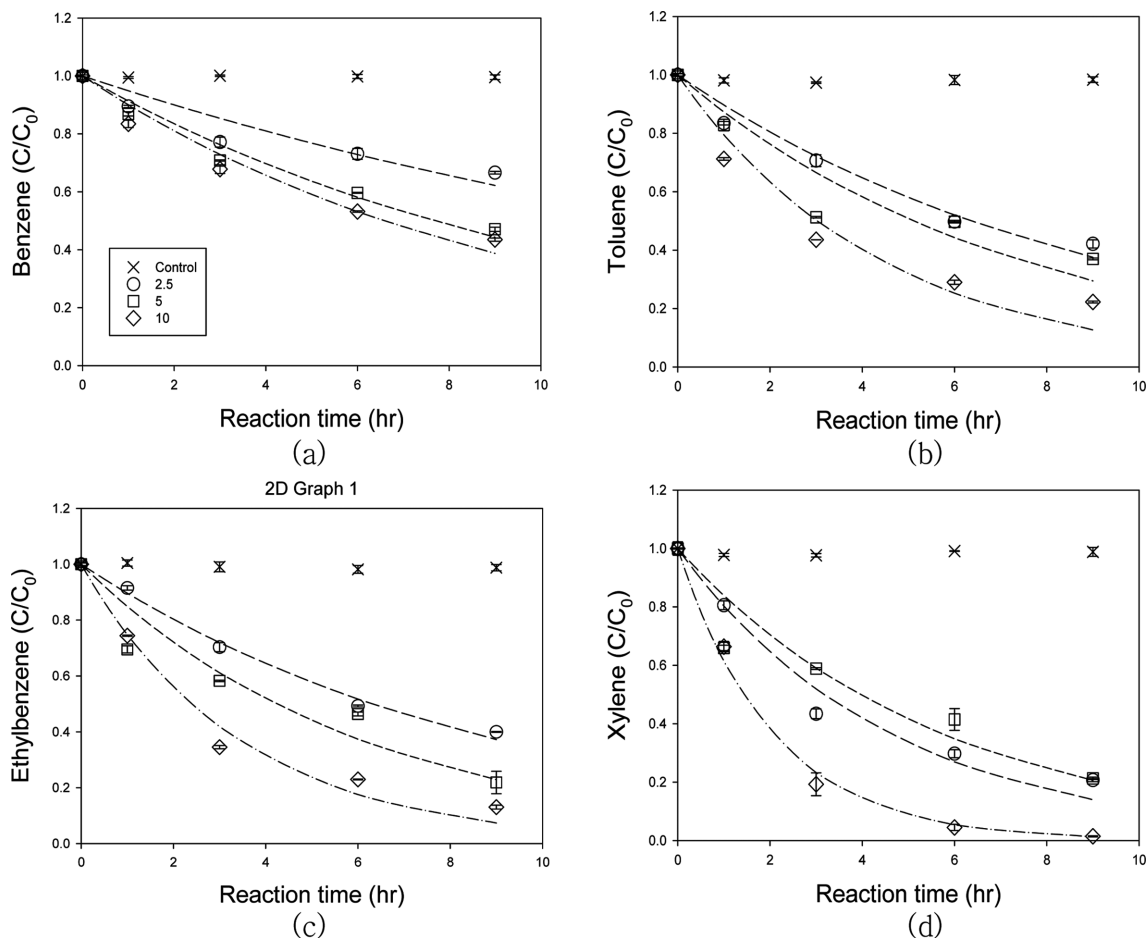 1.2
1.0
0.8
0.6
0.4
0.2
0.0
Benzene (C/C0)
Control
2.5
5
10
0 2 4 6 8 10
Reaction time (hr)
(a)
1.2
1.0
0.8
0.6
0.4
0.2
0.0
Toluene (C/C0)
0 2 4 6 8 10
Reaction time (hr)
(b)
2D Graph 1
1.2
1.0
0.8
0.6
0.4
0.2
0.0
Ethylbenzene (C/C0)
0 2 4 6 8 10
Reaction time (hr)
(c)
1.2
1.0
0.8
0.6
0.4
0.2
0.0
Xylene (C/C0)
0 2 4 6 8 10
Reaction time (hr)
(d)